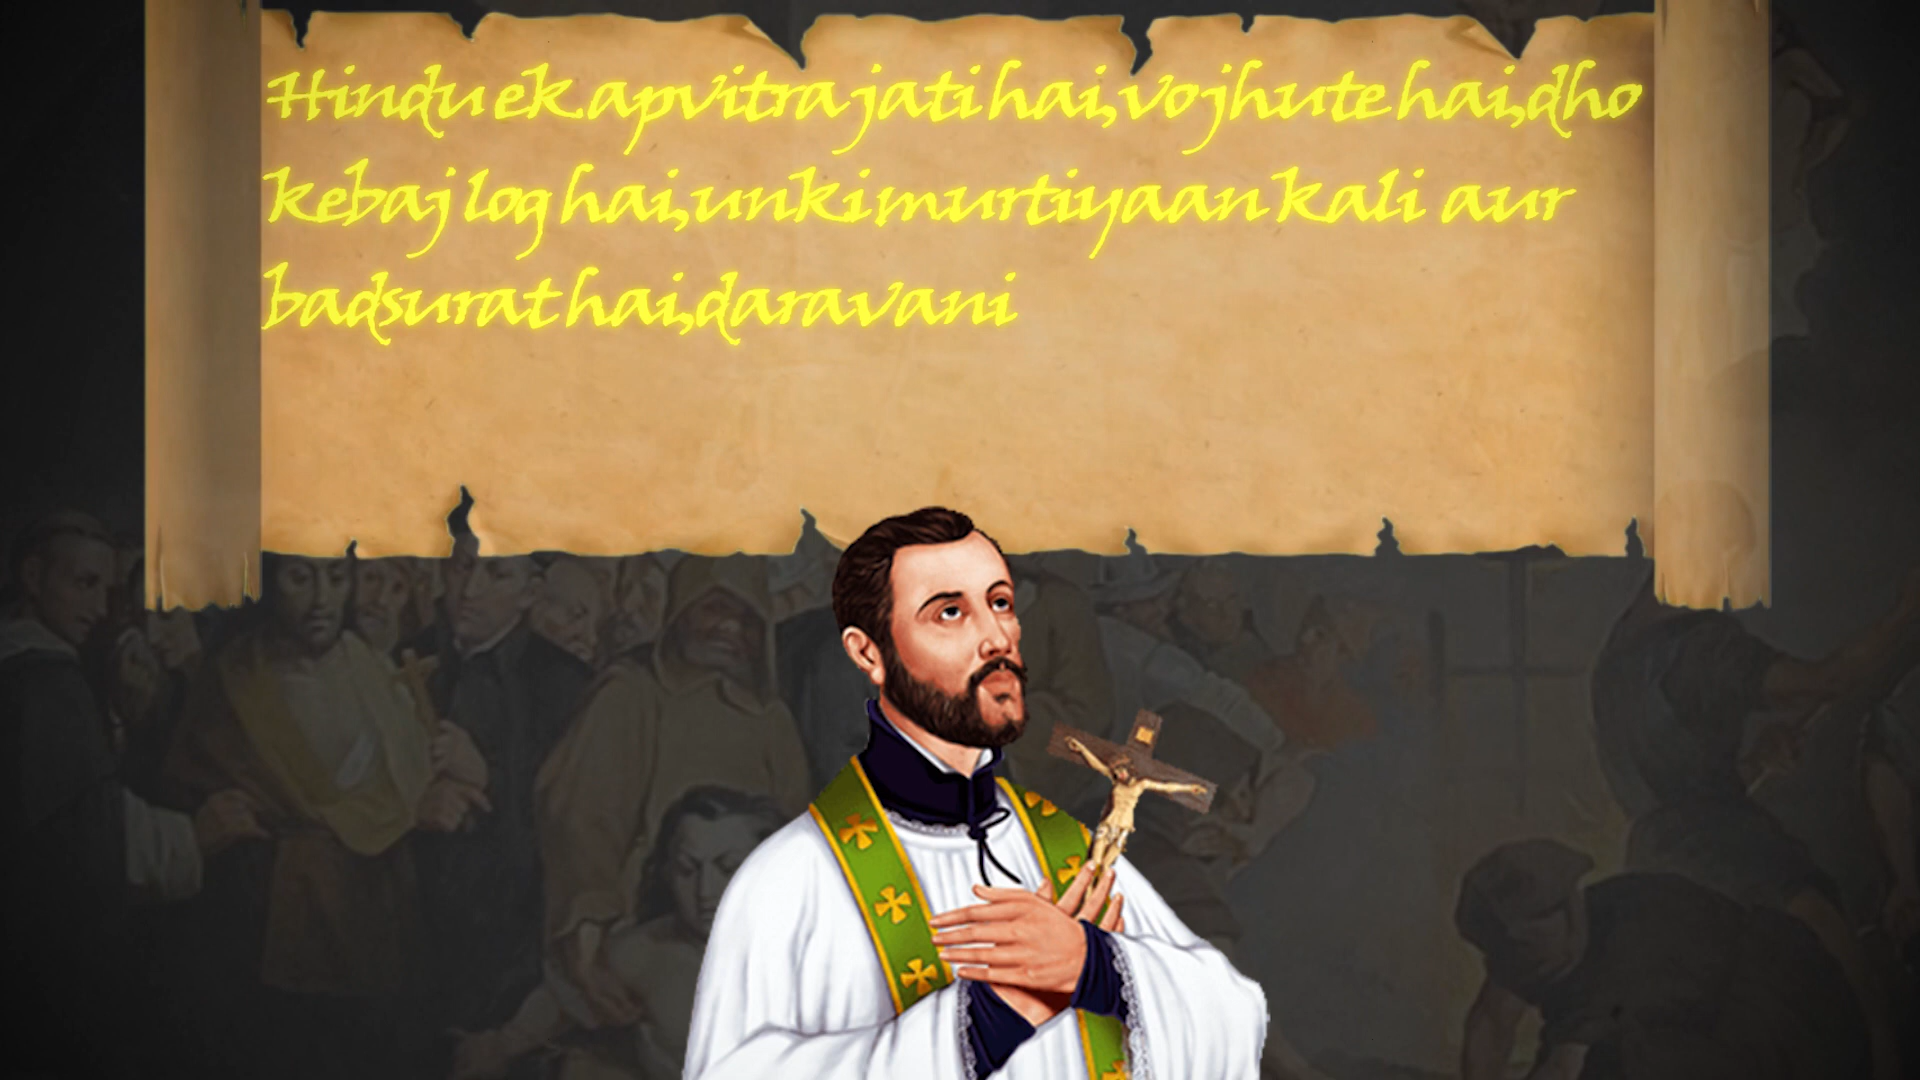 Hindu ek apvitra jati hai, vo jhute hai, dho
kebaj log hai, unki murtiyaan kali aur
badsurat hai, daravani